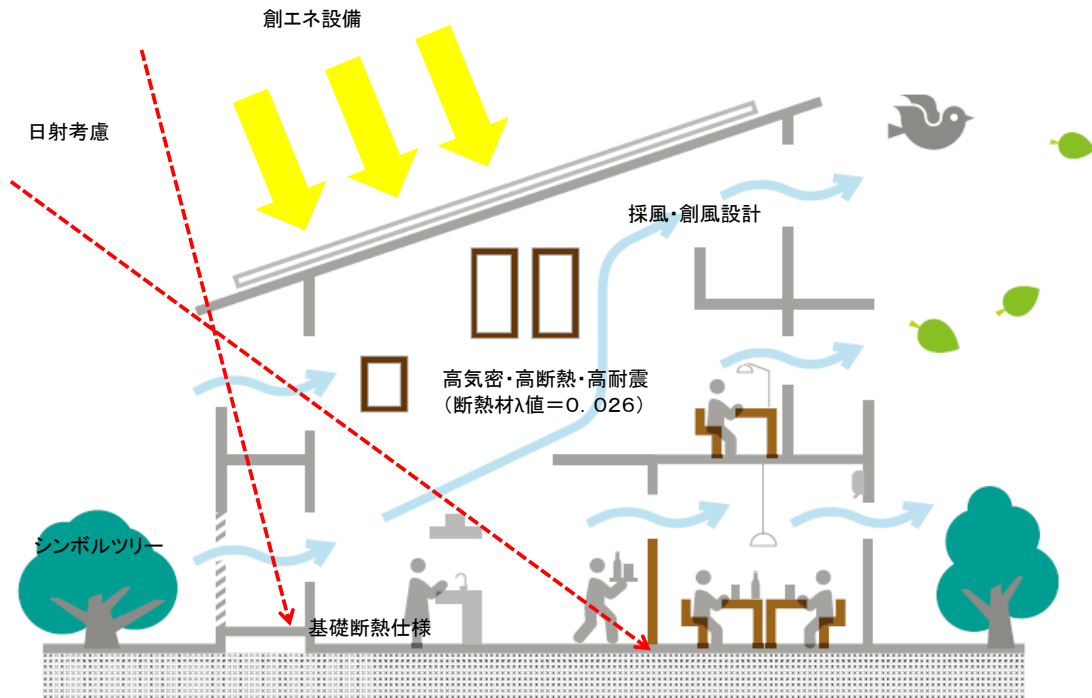 創エネ設備
日射考慮
採風・創風設計
高気密・高断熱・高耐震
（断熱材λ値＝０．０２６）
シンボルツリー
基礎断熱仕様